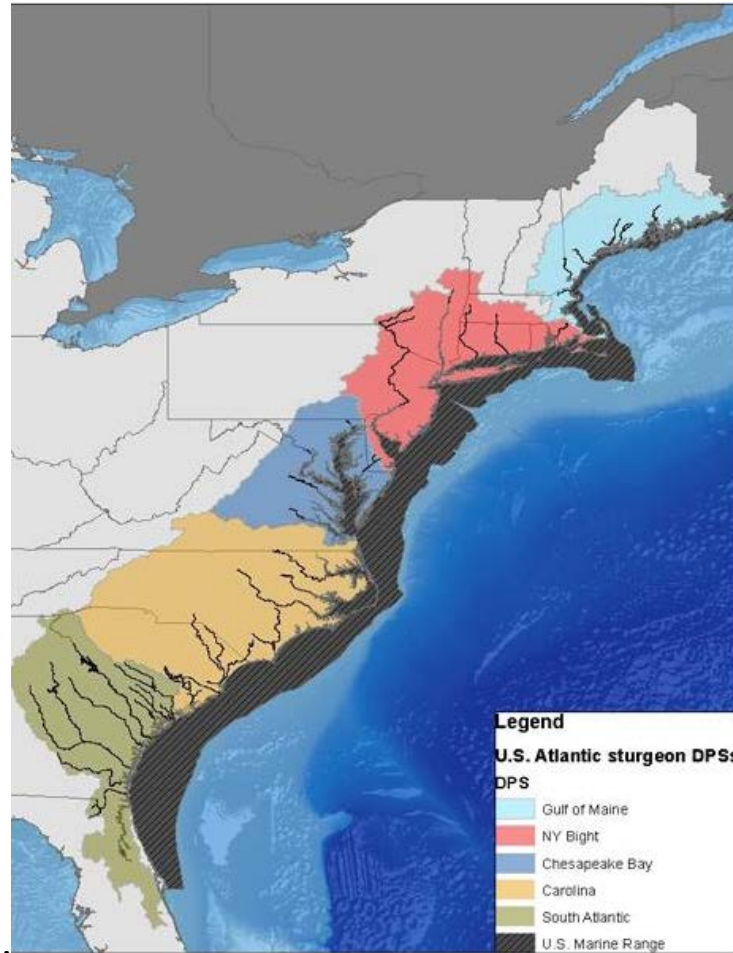 Legend
U.S. Atlantic sturgeon DPSs
DPS
Gulf of Maine
NY Bight
Chesapeake Bay
Carolina
South Atlantic
U.S. Marine Range